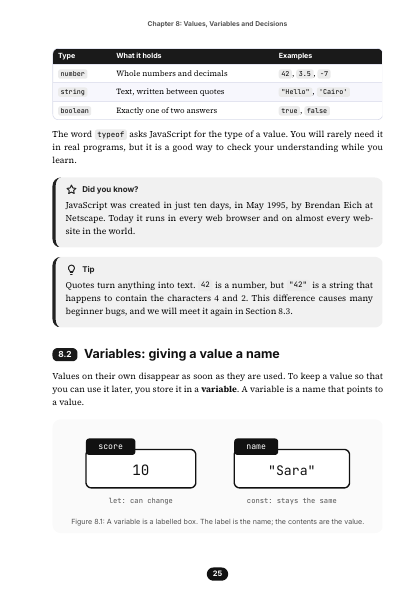 Chapter 8: Values, Variables and Decisions
Type What it holds Examples
number Whole numbers and decimals 42 , 3.5 , -7
string Text, written between quotes "Hello" , 'Cairo'
boolean Exactly one of two answers true , false
The word typeof asks JavaScript for the type of a value. You will rarely need it
in real programs, but it is a good way to check your understanding while you
learn.
Did you know?
JavaScript was created in just ten days, in May 1995, by Brendan Eich at
Netscape. Today it runs in every web browser and on almost every web-
site in the world.
Tip
Quotes turn anything into text. 42 is a number, but "42" is a string that
happens to contain the characters 4 and 2. This difference causes many
beginner bugs, and we will meet it again in Section 8.3.
8.2 Variables: giving a value a name
Values on their own disappear as soon as they are used. To keep a value so that
you can use it later, you store it in a variable. A variable is a name that points to
a value.
score name
10 "Sara"
let: can change const: stays the same
Figure 8.1: A variable is a labelled box. The label is the name; the contents are the value.
25